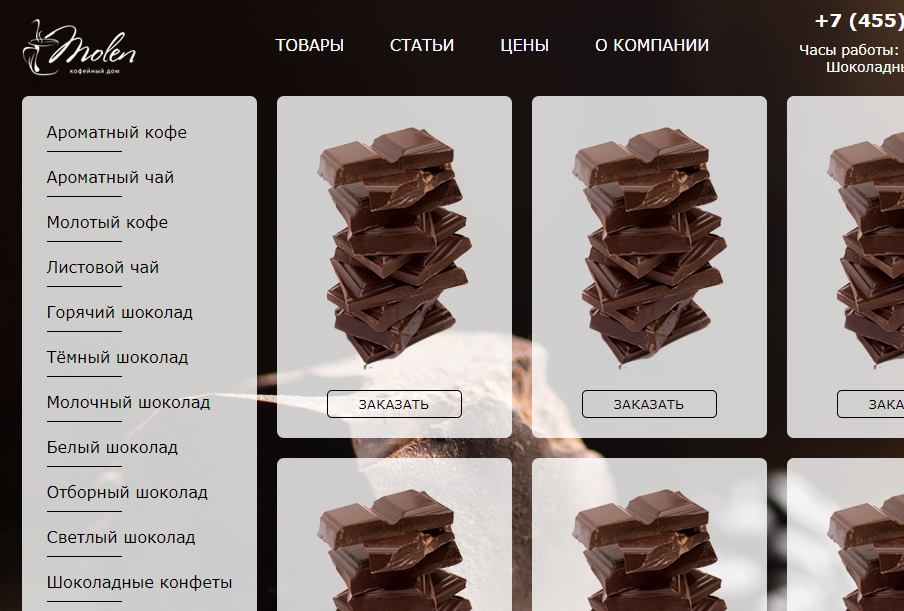 Molen
кофейный дом
ТОВАРЫ
СТАТЬИ
ЦЕНЫ
О КОМПАНИИ
+7 (455)
Часы работы:
Шоколадн
Ароматный кофе
Ароматный чай
Молотый кофе
Листовой чай
Горячий шоколад
Тёмный шоколад
Молочный шоколад
Белый шоколад
Отборный шоколад
Светлый шоколад
Шоколадные конфеты
ЗАКАЗАТЬ
ЗАКАЗАТЬ
ЗАКА